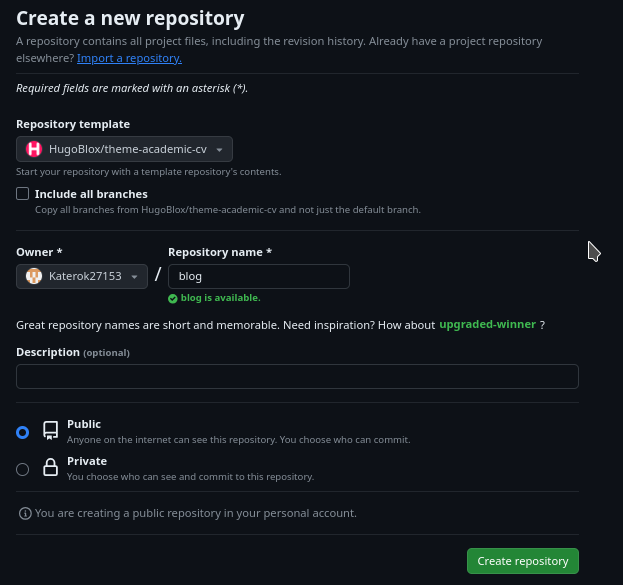 Create a new repository
A repository contains all project files, including the revision history. Already have a project repository
elsewhere? Import a repository.
Required fields are marked with an asterisk (*).
Repository template
HugoBlox/theme-academic-cv
Start your repository with a template repository's contents.
Include all branches
Copy all branches from HugoBlox/theme-academic-cv and not just the default branch.
Owner * Repository name *
Katerok27153 / blog
blog is available.
Great repository names are short and memorable. Need inspiration? How about upgraded-winner ?
Description (optional)
Public
Anyone on the internet can see this repository. You choose who can commit.
Private
You choose who can see and commit to this repository.
You are creating a public repository in your personal account.
Create repository